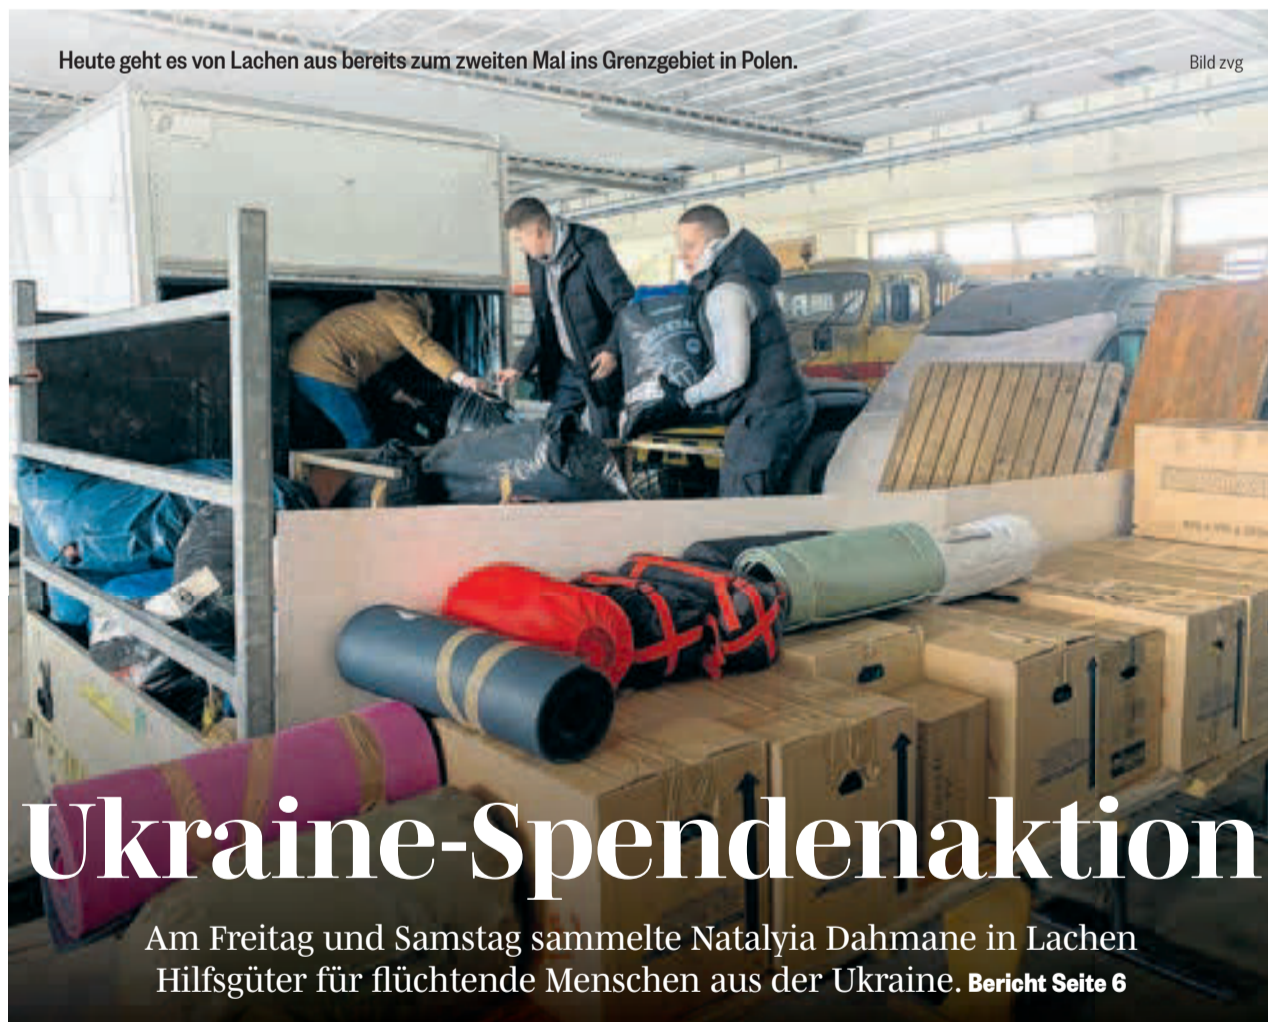 Heute geht es von Lachen aus bereits zum zweiten Mal ins Grenzgebiet in Polen.
Bild zvg
Ukraine-Spendenaktion
Am Freitag und Samstag sammelte Natalyia Dahmane in Lachen
Hilfsgüter für flüchtende Menschen aus der Ukraine. Bericht Seite 6